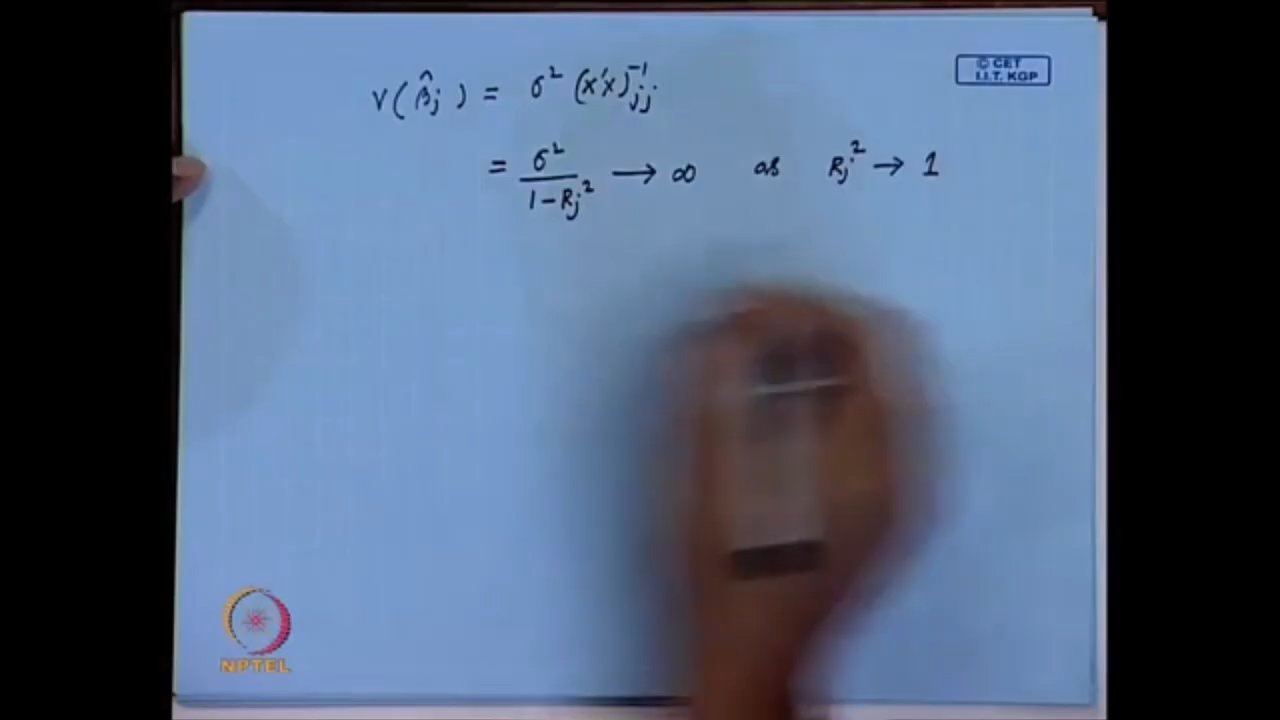 © CET
I.I.T. KGP
V(β̂j) = σ² (X'X)⁻¹jj
= σ² / (1-Rj²) → ∞ as Rj² → 1
NPTEL